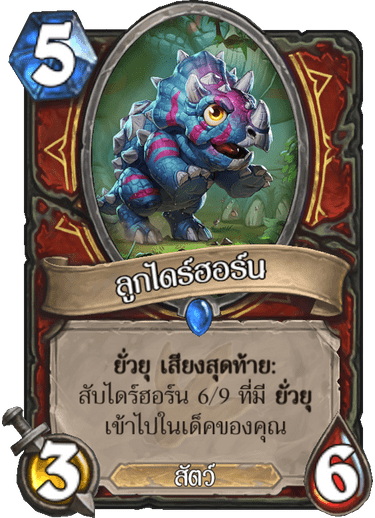 5
ลูกไดร์ฮอร์น
ยั่วยุ เสียงสุดท้าย:
สับไดร์ฮอร์น 6/9 ที่มี ยั่วยุ
เข้าไปในเด็คของคุณ
3
สัตว์
6